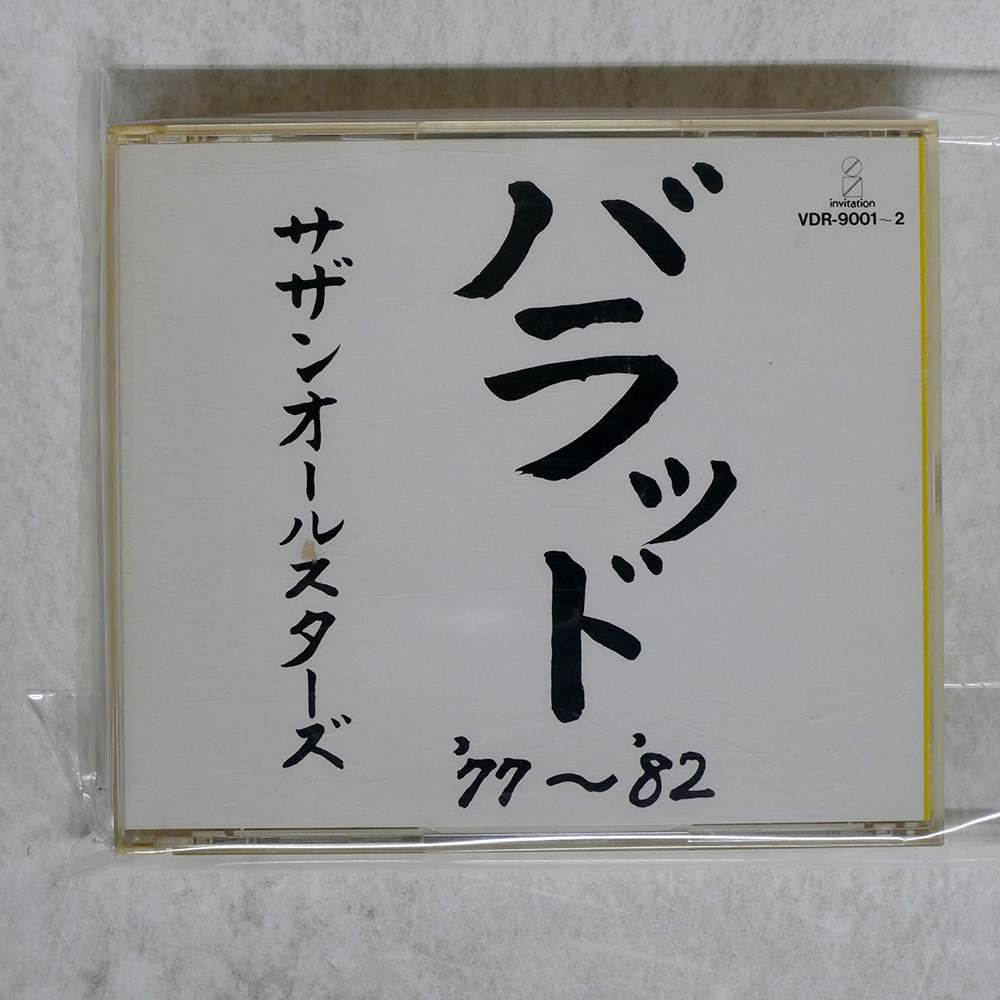 バラッド
'77～'82
サザンオールスターズ
invitation
VDR-9001～2